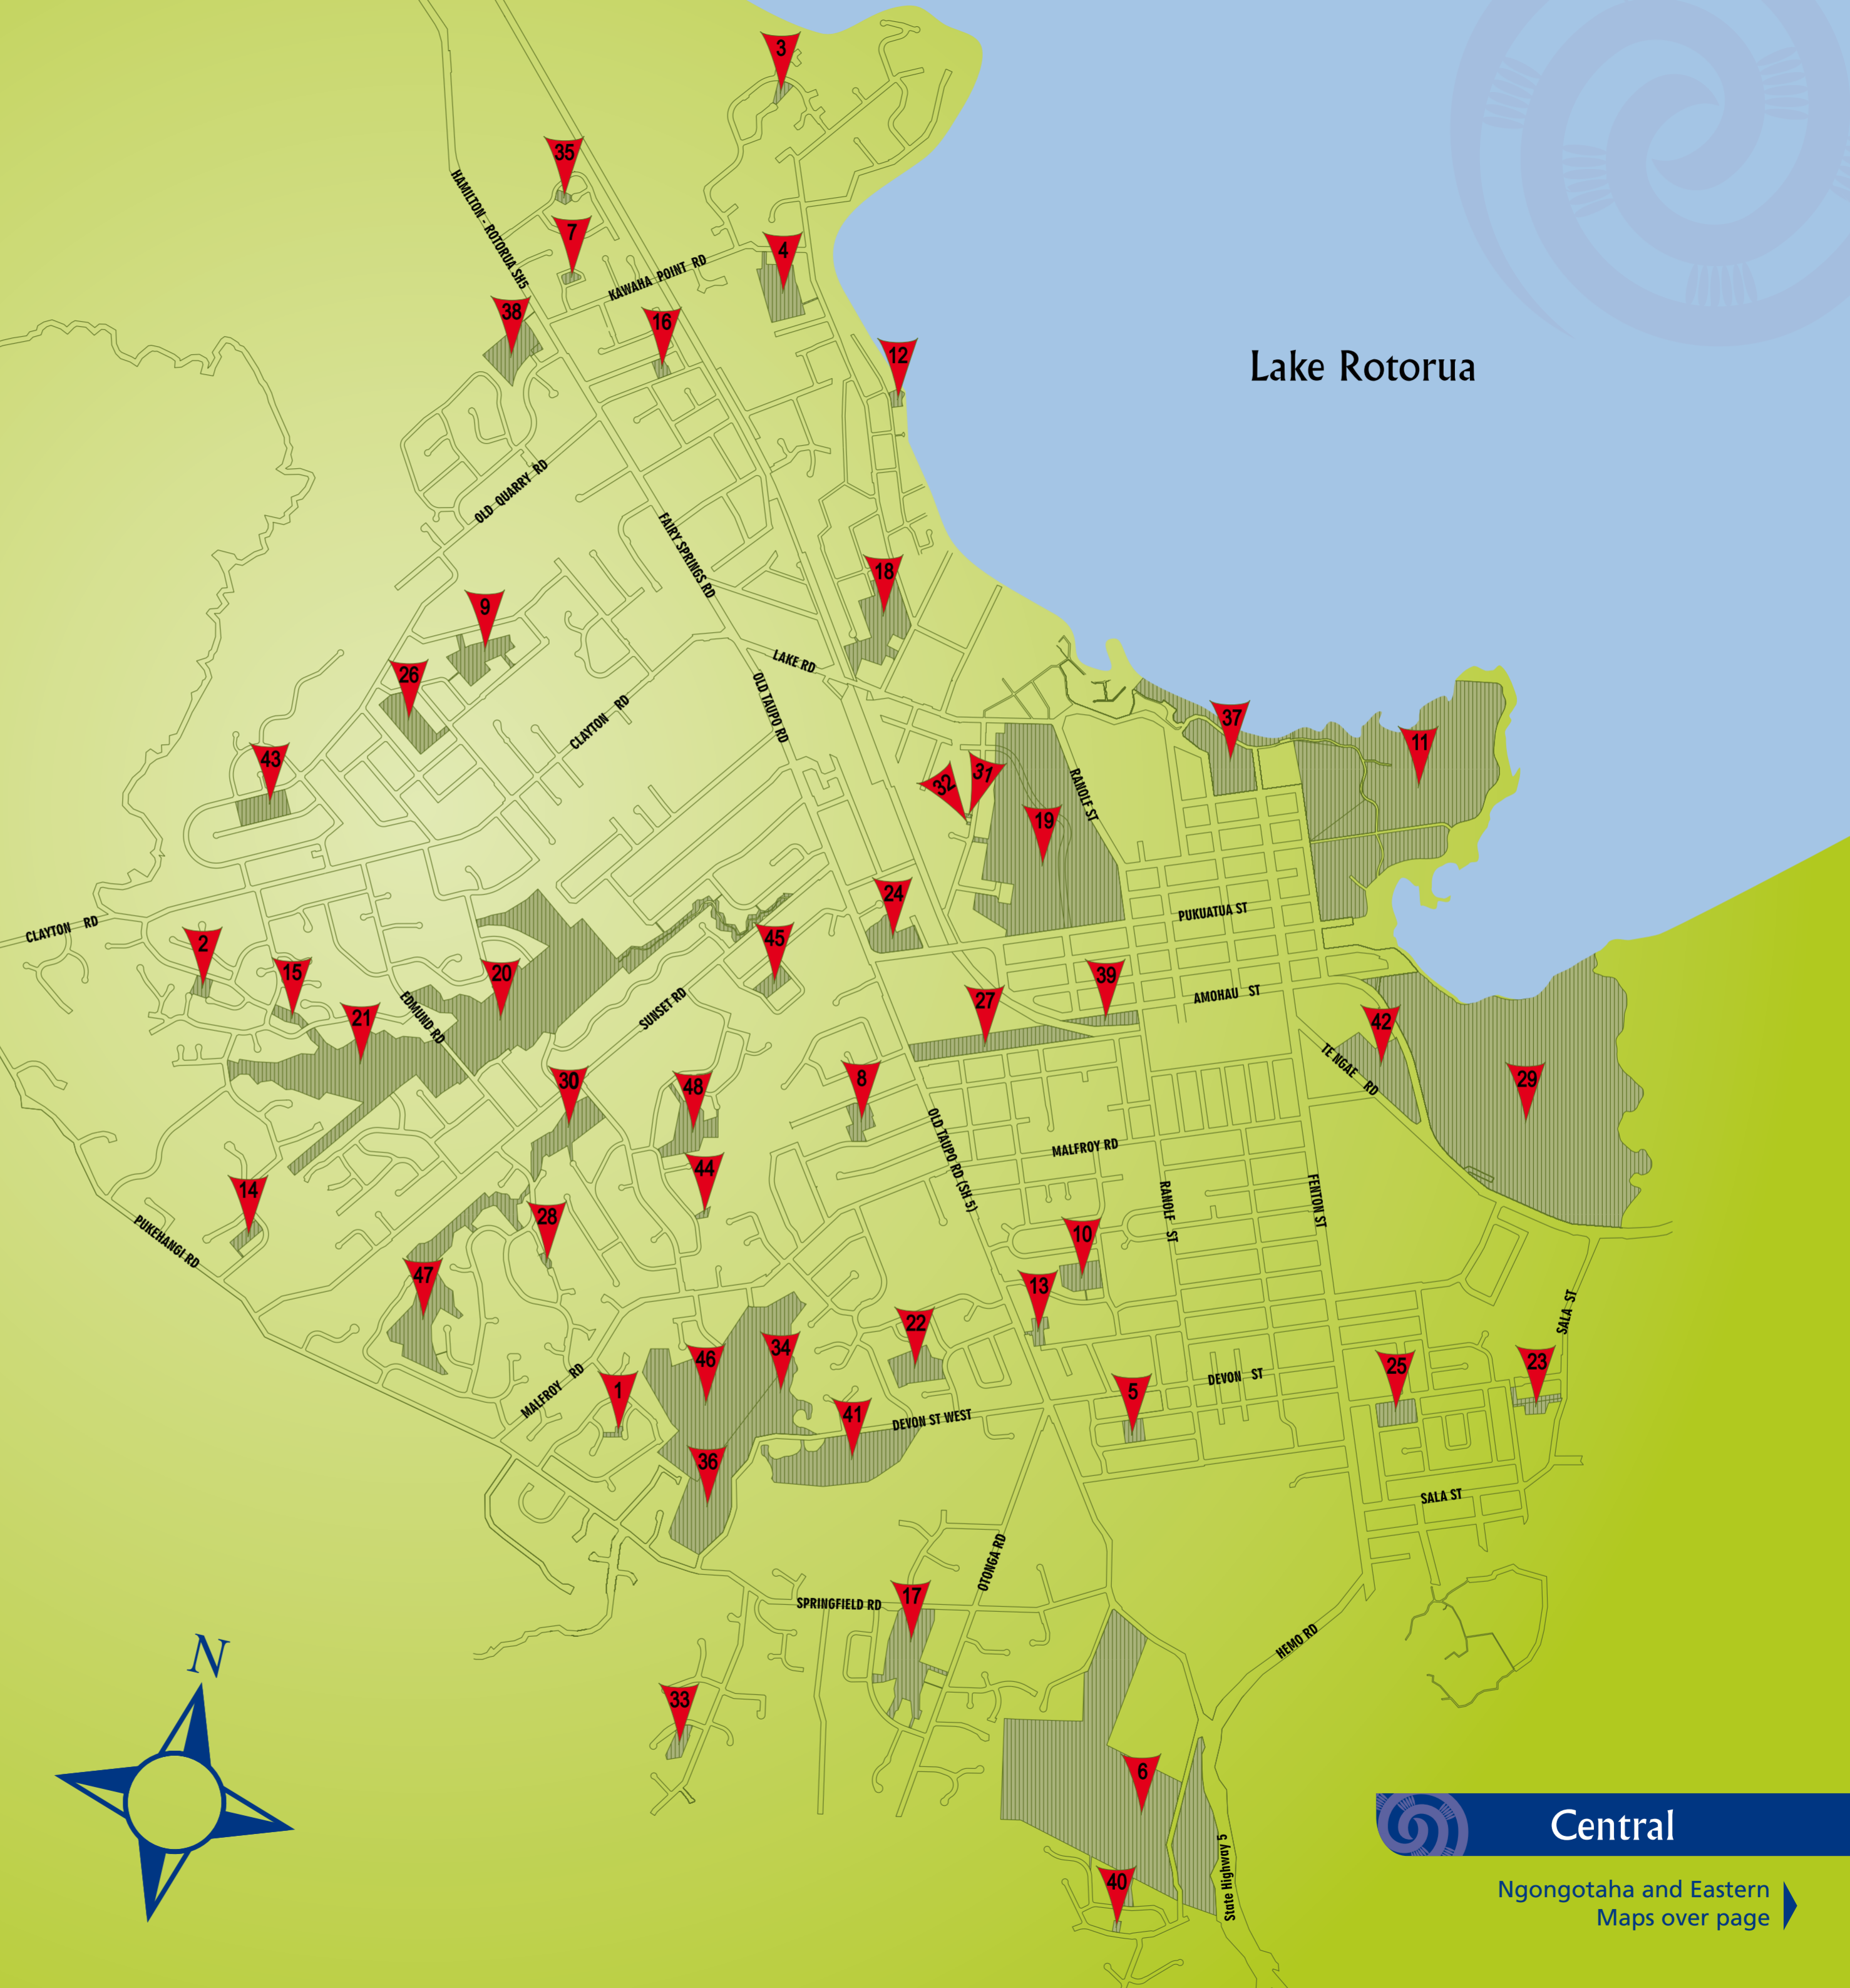 3
35
HAMILTON - ROTORUA SH5
7
4
KAWAHA POINT RD
38
16
12
Lake Rotorua
OLD QUARRY RD
FAIRY SPRINGS RD
18
9
LAKE RD
26
OLD TAUPO RD
CLAYTON RD
37
11
43
32
31
RANOLF ST
19
24
PUKUATUA ST
CLAYTON RD
2
45
15
20
39
AMOHAU ST
EDMUND RD
SUNSET RD
27
21
42
TE NGAE RD
30
48
8
29
OLD TAUPO RD (SH 5)
MALFROY RD
44
14
RANOLF ST
FENTON ST
PUKEHANGI RD
28
10
47
13
SALA ST
22
46
34
25
23
MALFROY RD
1
5
DEVON ST
41
DEVON ST WEST
36
SALA ST
OTONGA RD
SPRINGFIELD RD
17
HEMO RD
N
33
6
State Highway 5
Central
40
Ngongotaha and Eastern
Maps over page